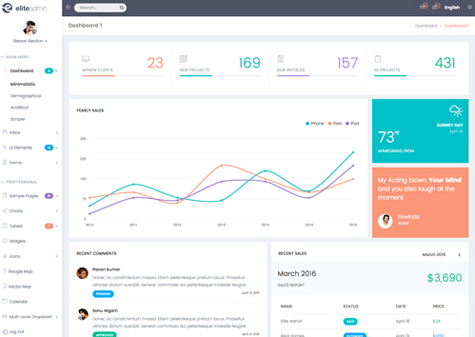 eliteadmin
Search...
English
Steave Gection
Dashboard 1
Dashboard / Dashboard 1
MAIN MENU
Dashboard
Minimalistic
Demographical
Analitical
Simpler
Inbox
Ui Elements
Forms
PROFESSIONAL
Sample Pages
Charts
Tables
Widgets
Icons
Google Map
Vector Map
Calendar
Multi-Level Dropdown
Log out
MYNEW CLIENTS
23
NEW PROJECTS
169
NEW INVOICES
157
All PROJECTS
431
YEARLY SALES
iPhone iPad iPod
2010 2011 2012 2013 2014 2015 2016
SUNNEY DAY
April 14
73°F
AHMEDABAD, INDIA
My Acting blown Your Mind
and you also laugh at the
moment
Govinda
Actor
RECENT COMMENTS
Pavan kumar
Donec ac condimentum massa. Etiam pellentesque pretium lacus. Phasellus
ultricies dictum suscipit. Aenean commodo dui pellentesque molestie feugiat.
PENDING
April 14, 2016
Sonu Nigam
Donec ac condimentum massa. Etiam pellentesque pretium lacus. Phasellus
ultricies dictum suscipit. Aenean commodo dui pellentesque molestie feugiat.
APPROVED
April 14, 2016
RECENT SALES
March 2016
March 2016
SALES REPORT
$3,690
NAME STATUS DATE PRICE
Elite admin SALE April 18 $24
Real Homes